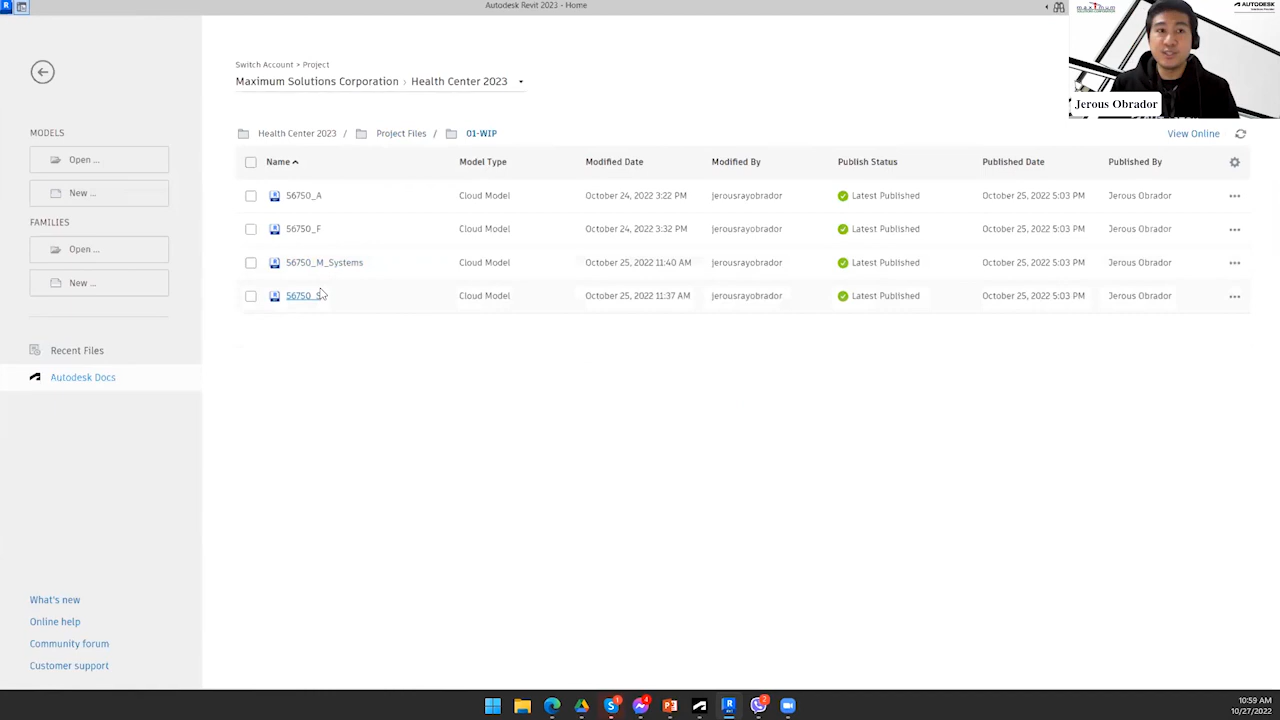 Autodesk Revit 2023 - Home
AUTODESK
Jerous Obrador
Switch Account > Project
Maximum Solutions Corporation › Health Center 2023
Health Center 2023 / Project Files / 01-WIP
View Online
MODELS
Open ...
New ...
FAMILIES
Open ...
New ...
Recent Files
Autodesk Docs
What's new
Online help
Community forum
Customer support
Name Model Type Modified Date Modified By Publish Status Published Date Published By
56750_A Cloud Model October 24, 2022 3:22 PM jerousrayobrador Latest Published October 25, 2022 5:03 PM Jerous Obrador
56750_F Cloud Model October 24, 2022 3:32 PM jerousrayobrador Latest Published October 25, 2022 5:03 PM Jerous Obrador
56750_M_Systems Cloud Model October 25, 2022 11:40 AM jerousrayobrador Latest Published October 25, 2022 5:03 PM Jerous Obrador
56750_S Cloud Model October 25, 2022 11:37 AM jerousrayobrador Latest Published October 25, 2022 5:03 PM Jerous Obrador
10:59 AM
10/27/2022